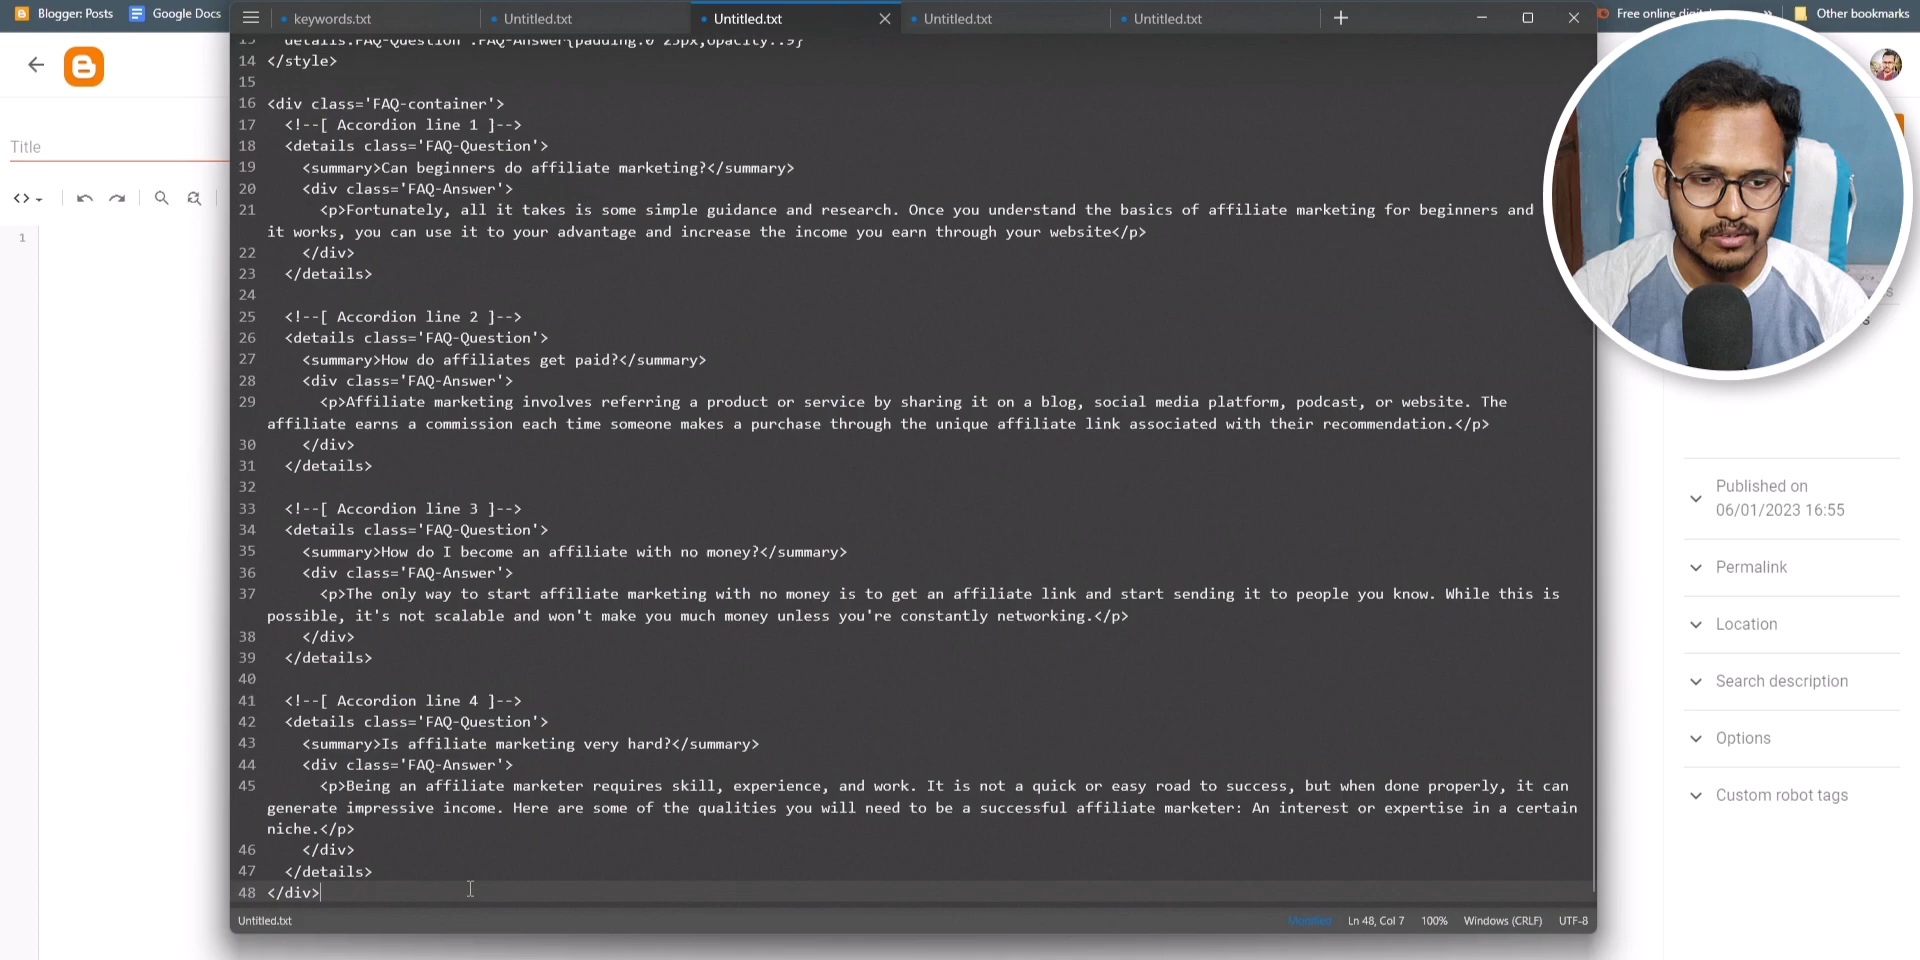 Blogger: Posts
Google Docs
Free online digit
»
Other bookmarks
keywords.txt
Untitled.txt
Untitled.txt
Untitled.txt
Untitled.txt
Title
1
14 </style>
15
16 <div class='FAQ-container'>
17 <!--[ Accordion line 1 ]-->
18 <details class='FAQ-Question'>
19 <summary>Can beginners do affiliate marketing?</summary>
20 <div class='FAQ-Answer'>
21 <p>Fortunately, all it takes is some simple guidance and research. Once you understand the basics of affiliate marketing for beginners and
it works, you can use it to your advantage and increase the income you earn through your website</p>
22 </div>
23 </details>
24
25 <!--[ Accordion line 2 ]-->
26 <details class='FAQ-Question'>
27 <summary>How do affiliates get paid?</summary>
28 <div class='FAQ-Answer'>
29 <p>Affiliate marketing involves referring a product or service by sharing it on a blog, social media platform, podcast, or website. The
affiliate earns a commission each time someone makes a purchase through the unique affiliate link associated with their recommendation.</p>
30 </div>
31 </details>
32
33 <!--[ Accordion line 3 ]-->
34 <details class='FAQ-Question'>
35 <summary>How do I become an affiliate with no money?</summary>
36 <div class='FAQ-Answer'>
37 <p>The only way to start affiliate marketing with no money is to get an affiliate link and start sending it to people you know. While this is
possible, it's not scalable and won't make you much money unless you're constantly networking.</p>
38 </div>
39 </details>
40
41 <!--[ Accordion line 4 ]-->
42 <details class='FAQ-Question'>
43 <summary>Is affiliate marketing very hard?</summary>
44 <div class='FAQ-Answer'>
45 <p>Being an affiliate marketer requires skill, experience, and work. It is not a quick or easy road to success, but when done properly, it can
generate impressive income. Here are some of the qualities you will need to be a successful affiliate marketer: An interest or expertise in a certain
niche.</p>
46 </div>
47 </details>
48 </div>
Untitled.txt
Modified
Ln 48, Col 7
100%
Windows (CRLF)
UTF-8
Published on
06/01/2023 16:55
Permalink
Location
Search description
Options
Custom robot tags